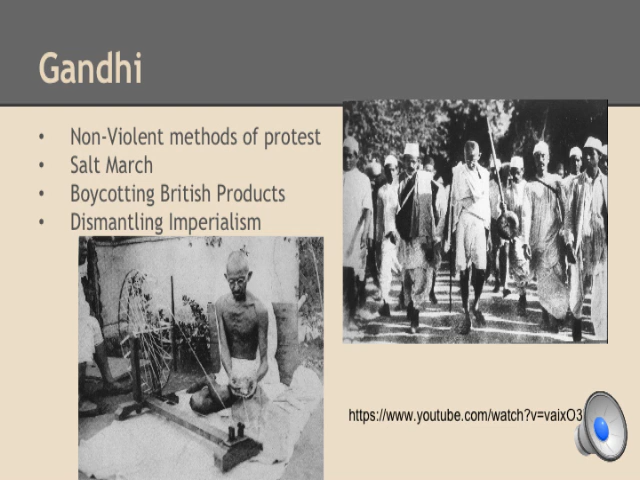 Gandhi
• Non-Violent methods of protest
• Salt March
• Boycotting British Products
• Dismantling Imperialism
https://www.youtube.com/watch?v=vaixO3